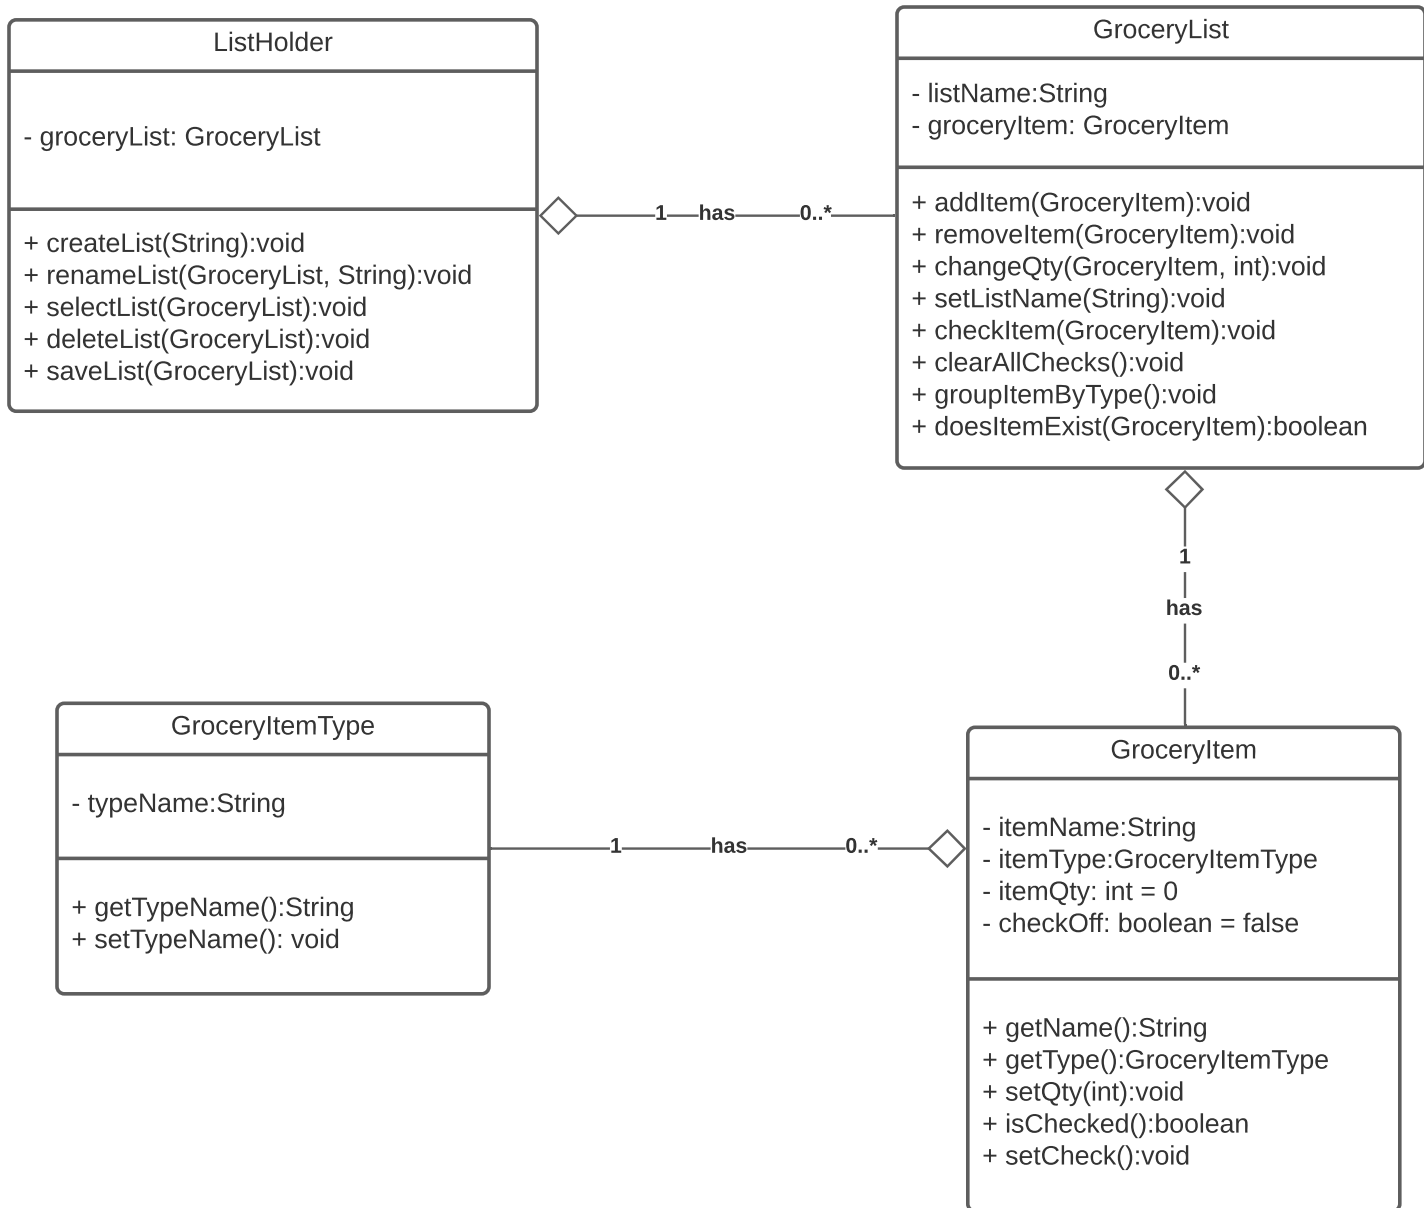 ListHolder
- groceryList: GroceryList
+ createList(String):void
+ renameList(GroceryList, String):void
+ selectList(GroceryList):void
+ deleteList(GroceryList):void
+ saveList(GroceryList):void
1 has 0..*
GroceryList
- listName:String
- groceryItem: GroceryItem
+ addItem(GroceryItem):void
+ removeItem(GroceryItem):void
+ changeQty(GroceryItem, int):void
+ setListName(String):void
+ checkItem(GroceryItem):void
+ clearAllChecks():void
+ groupItemByType():void
+ doesItemExist(GroceryItem):boolean
1
has
0..*
GroceryItemType
- typeName:String
+ getTypeName():String
+ setTypeName(): void
1 has 0..*
GroceryItem
- itemName:String
- itemType:GroceryItemType
- itemQty: int = 0
- checkOff: boolean = false
+ getName():String
+ getType():GroceryItemType
+ setQty(int):void
+ isChecked():boolean
+ setCheck():void